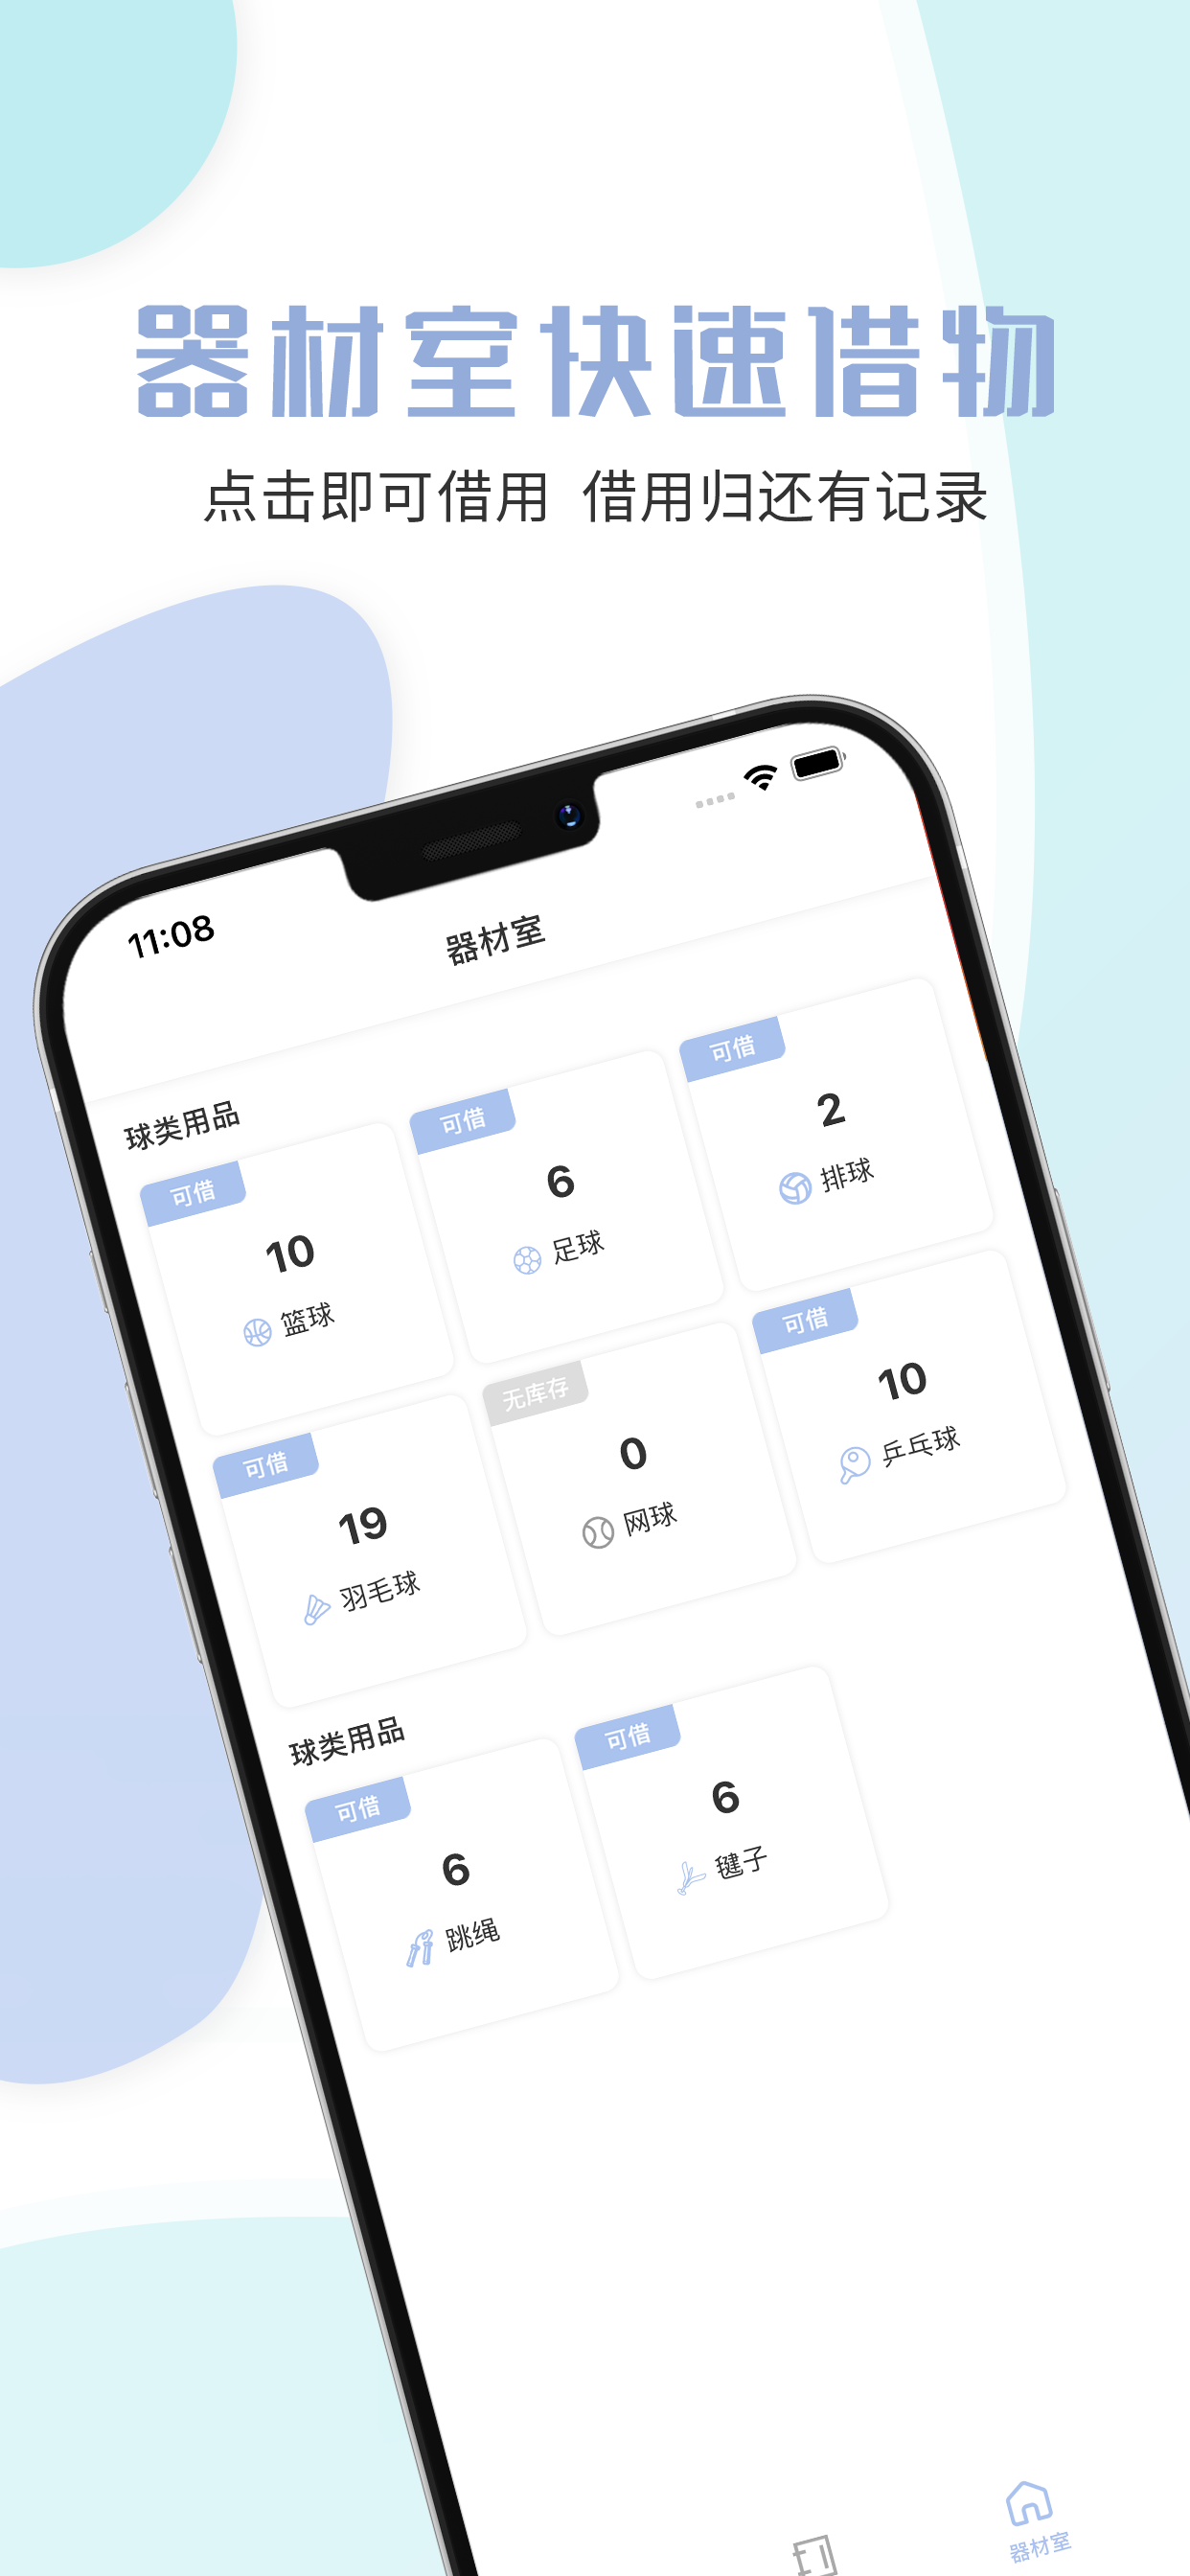 器材室快速借物
点击即可借用 借用归还有记录
11:08
器材室
球类用品
可借
10
篮球
可借
6
足球
可借
2
排球
可借
19
羽毛球
无库存
0
网球
可借
10
乒乓球
球类用品
可借
6
跳绳
可借
6
毽子
器材室